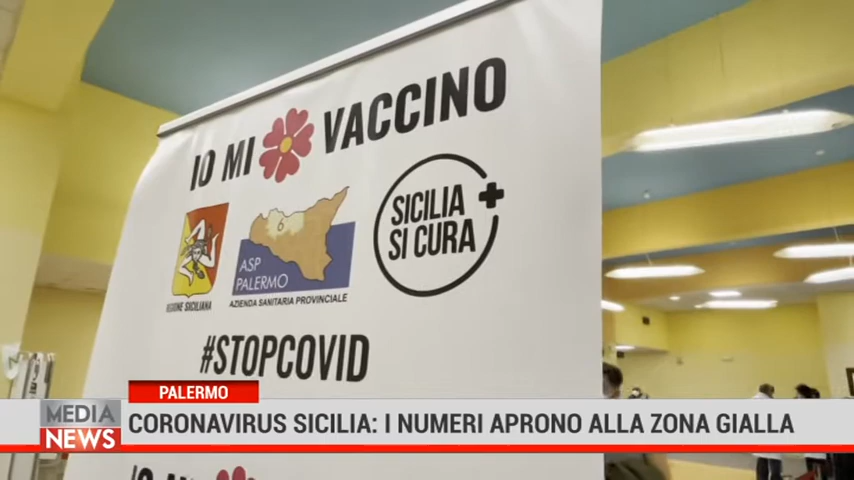 IO MI VACCINO
REGIONE SICILIANA
6
ASP
PALERMO
AZIENDA SANITARIA PROVINCIALE
SICILIA
SI CURA
#STOPCOVID
PALERMO
MEDIA
NEWS
CORONAVIRUS SICILIA: I NUMERI APRONO ALLA ZONA GIALLA